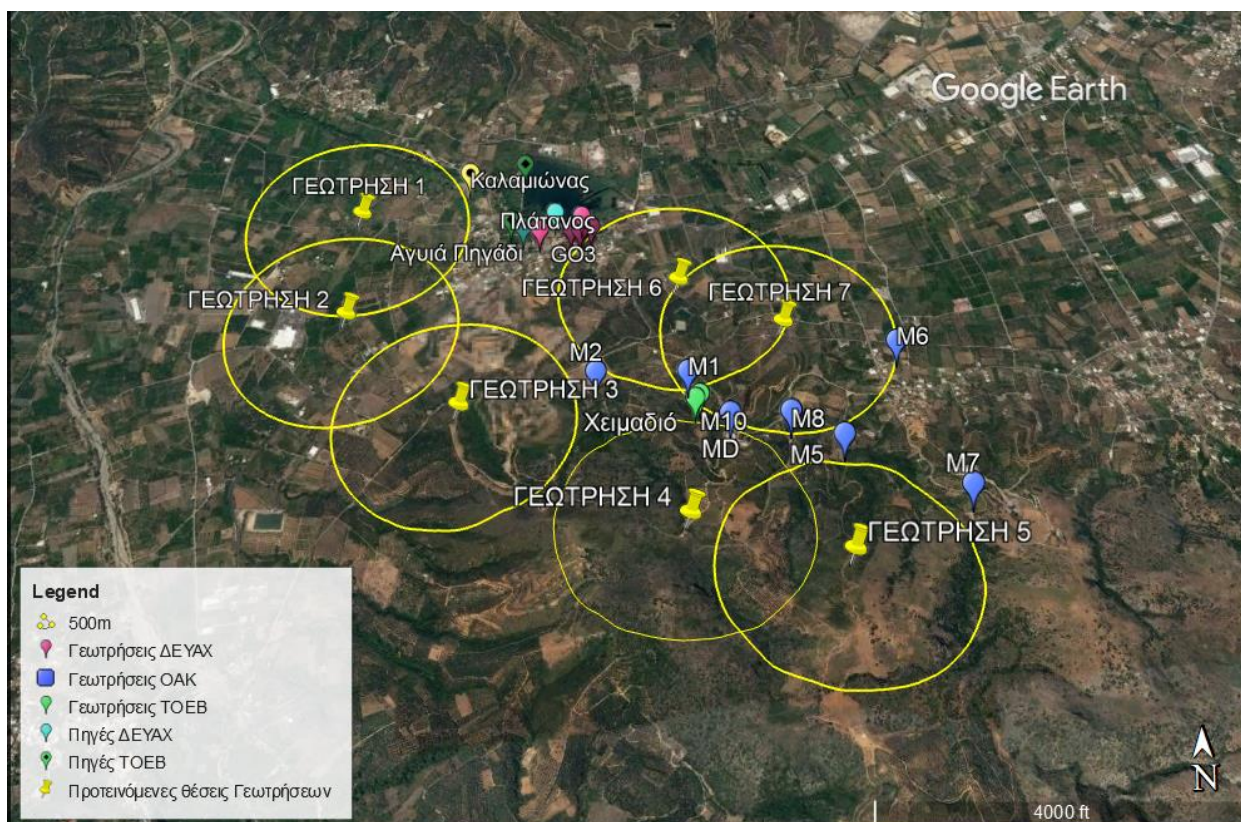 Google Earth
ΓΕΩΤΡΗΣΗ 1
Καλαμιώνας
Πλάτανος
Αγυιά Πηγάδι
GO3
ΓΕΩΤΡΗΣΗ 2
ΓΕΩΤΡΗΣΗ 6
ΓΕΩΤΡΗΣΗ 7
M6
M2
M1
ΓΕΩΤΡΗΣΗ 3
Χειμαδιό
M10
M8
MD
M5
M7
ΓΕΩΤΡΗΣΗ 4
ΓΕΩΤΡΗΣΗ 5
Legend
500m
Γεωτρήσεις ΔΕΥΑΧ
Γεωτρήσεις ΟΑΚ
Γεωτρήσεις ΤΟΕΒ
Πηγές ΔΕΥΑΧ
Πηγές ΤΟΕΒ
Προτεινόμενες θέσεις Γεωτρήσεων
N
4000 ft